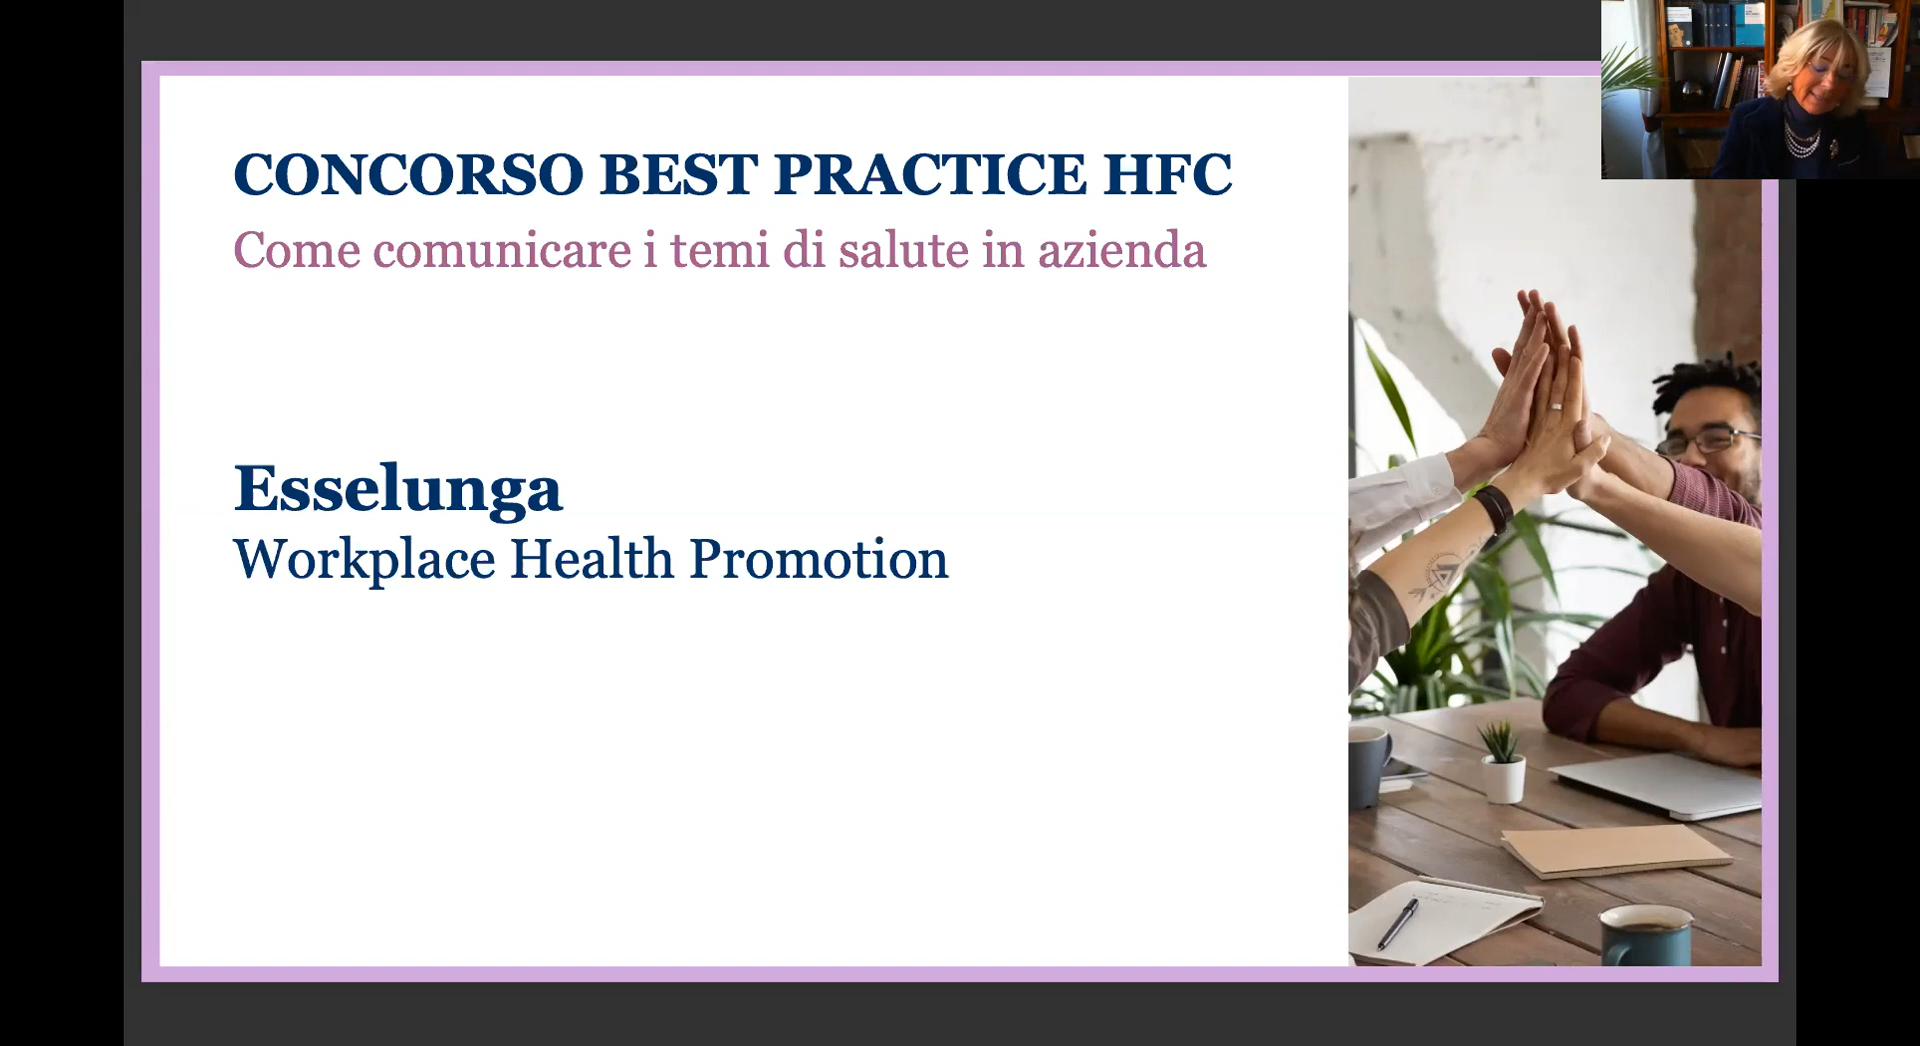 CONCORSO BEST PRACTICE HFC
Come comunicare i temi di salute in azienda
Esselunga
Workplace Health Promotion